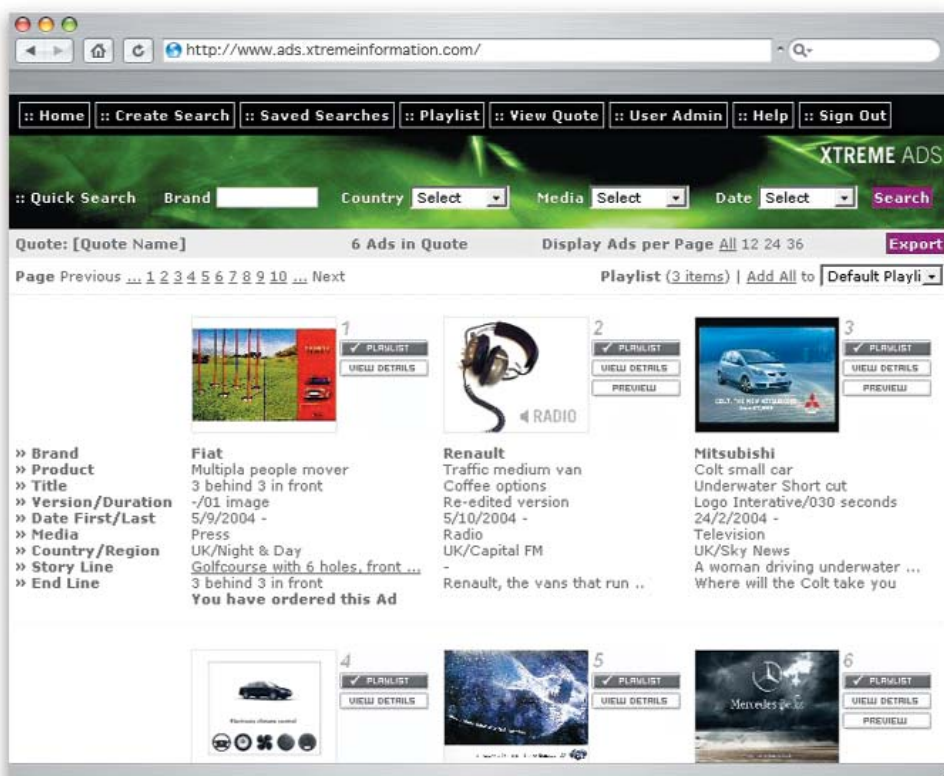 http://www.ads.xtremeinformation.com/
:: Home :: Create Search :: Saved Searches :: Playlist :: View Quote :: User Admin :: Help :: Sign Out
XTREME ADS
:: Quick Search Brand Country Select Media Select Date Select Search
Quote: [Quote Name] 6 Ads in Quote Display Ads per Page All 12 24 36 Export
Page Previous ... 1 2 3 4 5 6 7 8 9 10 ... Next Playlist (3 items) | Add All to Default Playli
1 2 3
✓ PLAYLIST ✓ PLAYLIST ✓ PLAYLIST
VIEW DETAILS VIEW DETAILS VIEW DETAILS
PREVIEW PREVIEW
RADIO
» Brand Fiat Renault Mitsubishi
» Product Multipla people mover Traffic medium van Colt small car
» Title 3 behind 3 in front Coffee options Underwater Short cut
» Version/Duration -/01 image Re-edited version Logo Interative/030 seconds
» Date First/Last 5/9/2004 - 5/10/2004 - 24/2/2004 -
» Media Press Radio Television
» Country/Region UK/Night & Day UK/Capital FM UK/Sky News
» Story Line Golfcourse with 6 holes, front ... - A woman driving underwater ...
» End Line 3 behind 3 in front Renault, the vans that run .. Where will the Colt take you
You have ordered this Ad
4 5 6
✓ PLAYLIST ✓ PLAYLIST ✓ PLAYLIST
VIEW DETAILS VIEW DETAILS VIEW DETAILS
PREVIEW
Electronic climate control